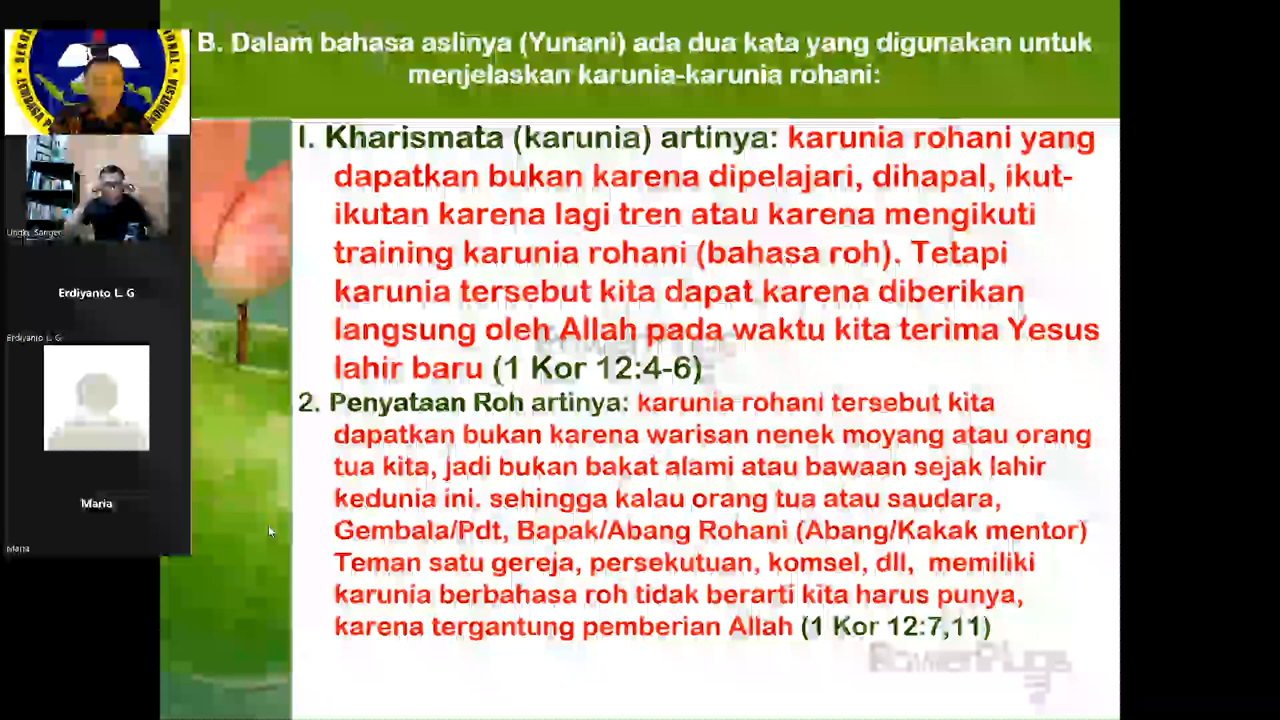 B. Dalam bahasa aslinya (Yunani) ada dua kata yang digunakan untuk
menjelaskan karunia-karunia rohani:
I. Kharismata (karunia) artinya: karunia rohani yang
dapatkan bukan karena dipelajari, dihapal, ikut-
ikutan karena lagi tren atau karena mengikuti
training karunia rohani (bahasa roh). Tetapi
karunia tersebut kita dapat karena diberikan
langsung oleh Allah pada waktu kita terima Yesus
lahir baru (1 Kor 12:4-6)
2. Penyataan Roh artinya: karunia rohani tersebut kita
dapatkan bukan karena warisan nenek moyang atau orang
tua kita, jadi bukan bakat alami atau bawaan sejak lahir
kedunia ini. sehingga kalau orang tua atau saudara,
Gembala/Pdt, Bapak/Abang Rohani (Abang/Kakak mentor)
Teman satu gereja, persekutuan, komsel, dll, memiliki
karunia berbahasa roh tidak berarti kita harus punya,
karena tergantung pemberian Allah (1 Kor 12:7,11)
PowerPlugs
Erdiyanto L. G
Erdiyanto L. G
Maria
Maria